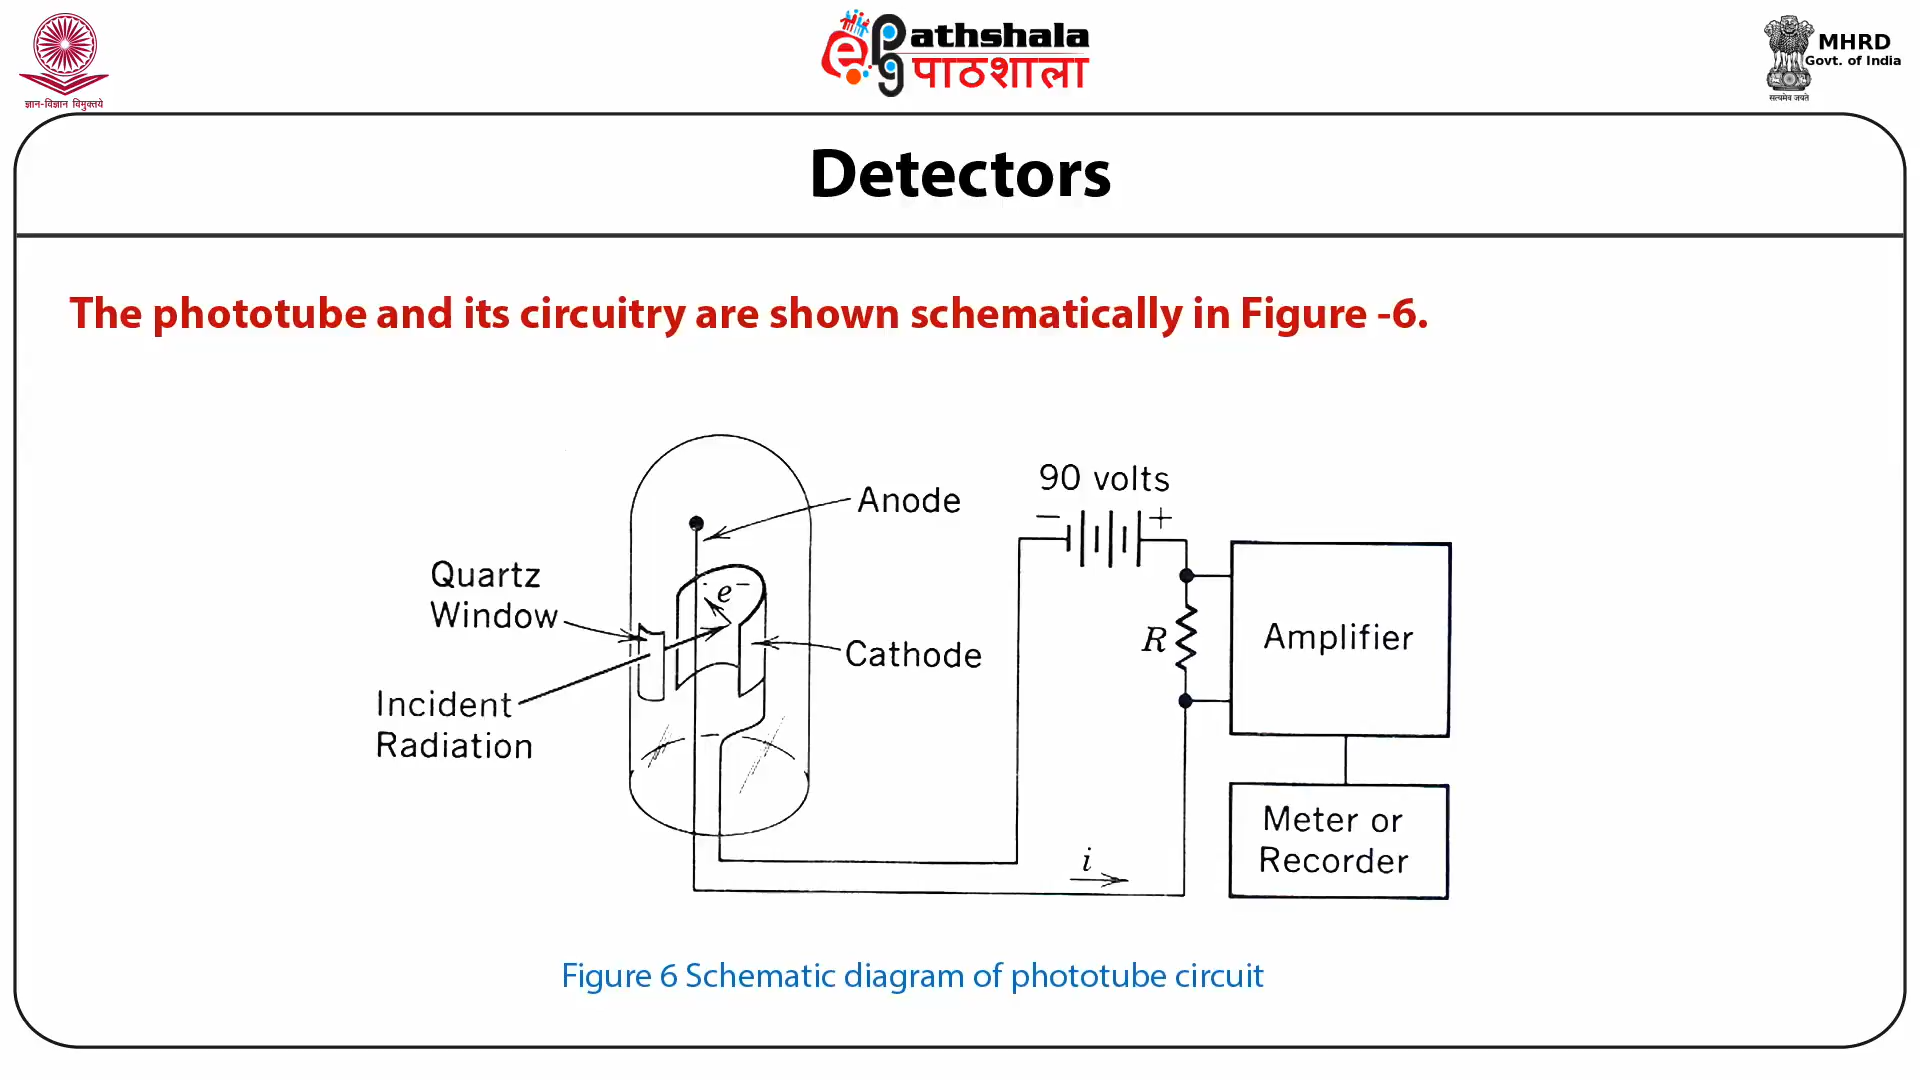 ज्ञान-विज्ञान विमुक्तये
ePathshala
पाठशाला
MHRD
Govt. of India
सत्यमेव जयते
Detectors
The phototube and its circuitry are shown schematically in Figure -6.
90 volts
− +
Anode
Quartz
Window
e−
Cathode
R
Amplifier
Incident
Radiation
Meter or
Recorder
i
Figure 6 Schematic diagram of phototube circuit